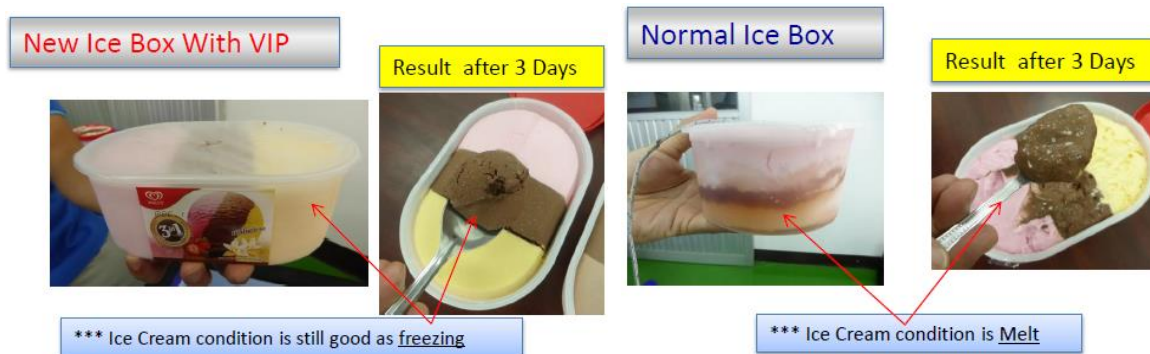 New Ice Box With VIP
Result after 3 Days
Normal Ice Box
Result after 3 Days
3in1
*** Ice Cream condition is still good as freezing
*** Ice Cream condition is Melt